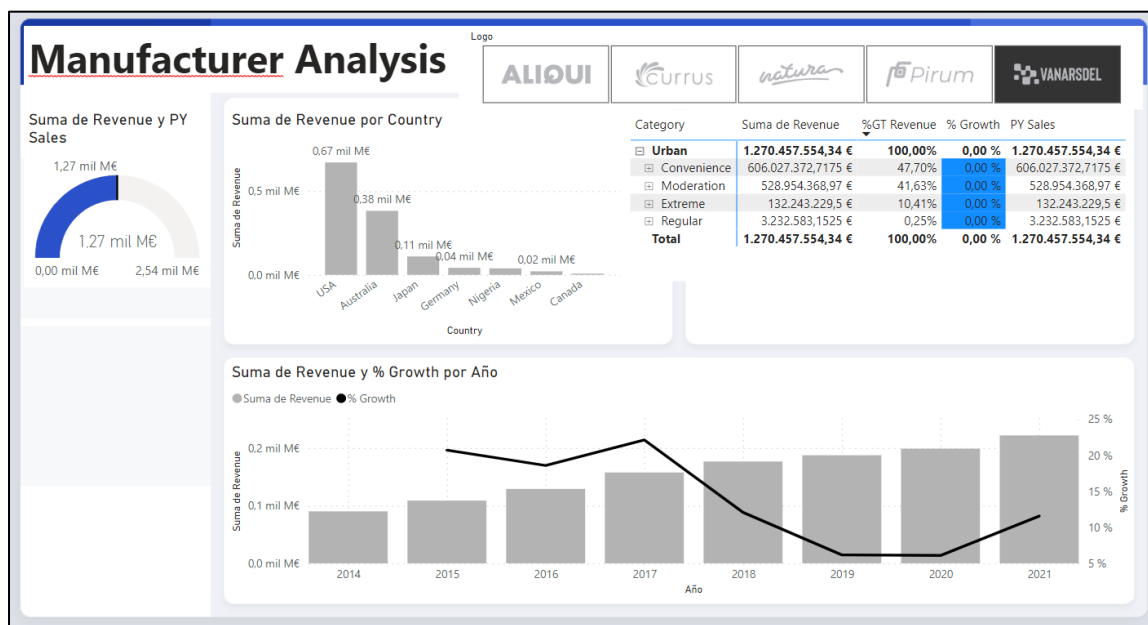 Manufacturer Analysis
Logo
ALIQUI
Currus
natura
Pirum
VANARSDEL
Suma de Revenue y PY
Sales
1,27 mil M€
1,27 mil M€
0,00 mil M€ 2,54 mil M€
Suma de Revenue por Country
Suma de Revenue
0,5 mil M€
0,0 mil M€
0,67 mil M€
0,38 mil M€
0,11 mil M€
0,04 mil M€
0,02 mil M€
USA
Australia
Japan
Germany
Nigeria
Mexico
Canada
Country
Category Suma de Revenue %GT Revenue % Growth PY Sales
Urban 1.270.457.554,34 € 100,00% 0,00 % 1.270.457.554,34 €
Convenience 606.027.372,7175 € 47,70% 0,00 % 606.027.372,7175 €
Moderation 528.954.368,97 € 41,63% 0,00 % 528.954.368,97 €
Extreme 132.243.229,5 € 10,41% 0,00 % 132.243.229,5 €
Regular 3.232.583,1525 € 0,25% 0,00 % 3.232.583,1525 €
Total 1.270.457.554,34 € 100,00% 0,00 % 1.270.457.554,34 €
Suma de Revenue y % Growth por Año
Suma de Revenue % Growth
Suma de Revenue
0,2 mil M€
0,1 mil M€
0,0 mil M€
25 %
20 %
15 %
10 %
5 %
% Growth
2014 2015 2016 2017 2018 2019 2020 2021
Año